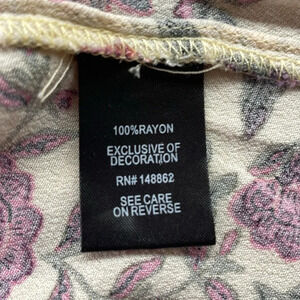 100%RAYON
EXCLUSIVE OF
DECORATION
RN# 148862
SEE CARE
ON REVERSE